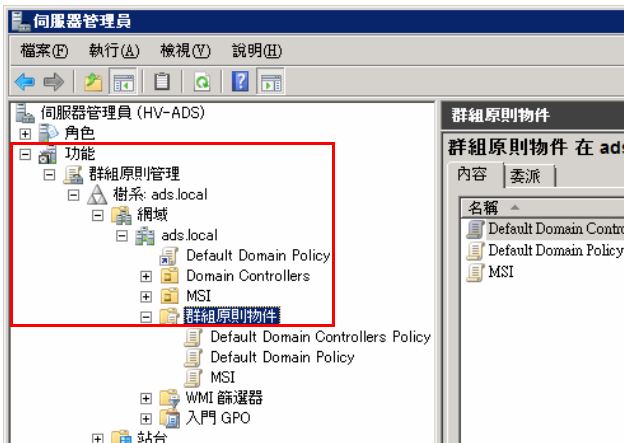 伺服器管理員
檔案(F) 執行(A) 檢視(V) 說明(H)
伺服器管理員 (HV-ADS)
角色
功能
群組原則管理
樹系: ads.local
網域
ads.local
Default Domain Policy
Domain Controllers
MSI
群組原則物件
Default Domain Controllers Policy
Default Domain Policy
MSI
WMI 篩選器
入門 GPO
站台
群組原則物件
群組原則物件 在 ads
內容 委派
名稱
Default Domain Contro
Default Domain Policy
MSI